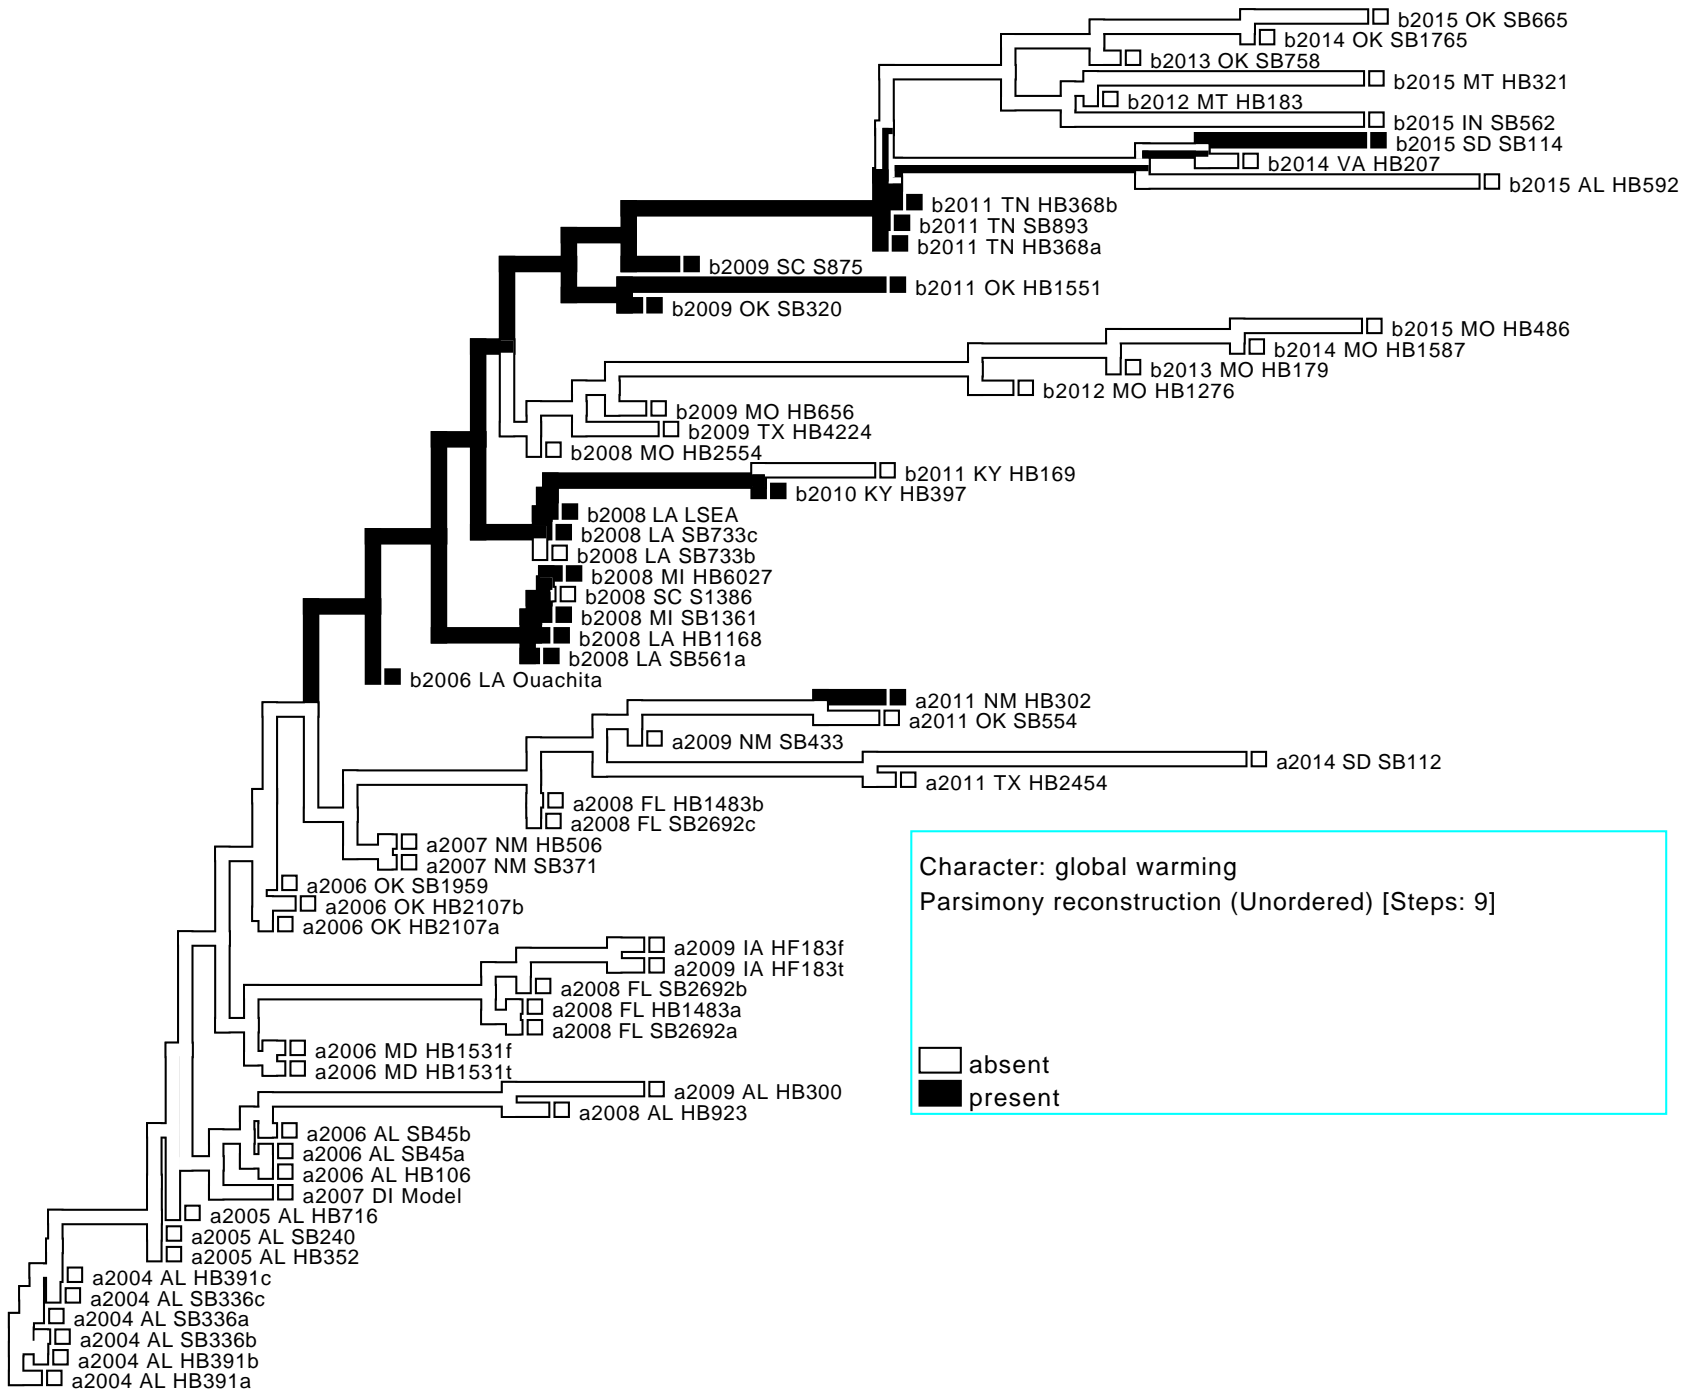 b2015 OK SB665
b2014 OK SB1765
b2013 OK SB758
b2015 MT HB321
b2012 MT HB183
b2015 IN SB562
b2015 SD SB114
b2014 VA HB207
b2015 AL HB592
b2011 TN HB368b
b2011 TN SB893
b2011 TN HB368a
b2009 SC S875
b2011 OK HB1551
b2009 OK SB320
b2015 MO HB486
b2014 MO HB1587
b2013 MO HB179
b2012 MO HB1276
b2009 MO HB656
b2009 TX HB4224
b2008 MO HB2554
b2011 KY HB169
b2010 KY HB397
b2008 LA LSEA
b2008 LA SB733c
b2008 LA SB733b
b2008 MI HB6027
b2008 SC S1386
b2008 MI SB1361
b2008 LA HB1168
b2008 LA SB561a
b2006 LA Ouachita
a2011 NM HB302
a2011 OK SB554
a2009 NM SB433
a2014 SD SB112
a2011 TX HB2454
a2008 FL HB1483b
a2008 FL SB2692c
a2007 NM HB506
a2007 NM SB371
a2006 OK SB1959
a2006 OK HB2107b
a2006 OK HB2107a
a2009 IA HF183f
a2009 IA HF183t
a2008 FL SB2692b
a2008 FL HB1483a
a2008 FL SB2692a
a2006 MD HB1531f
a2006 MD HB1531t
a2009 AL HB300
a2008 AL HB923
a2006 AL SB45b
a2006 AL SB45a
a2006 AL HB106
a2007 DI Model
a2005 AL HB716
a2005 AL SB240
a2005 AL HB352
a2004 AL HB391c
a2004 AL SB336c
a2004 AL SB336a
a2004 AL SB336b
a2004 AL HB391b
a2004 AL HB391a
Character: global warming
Parsimony reconstruction (Unordered) [Steps: 9]
absent
present